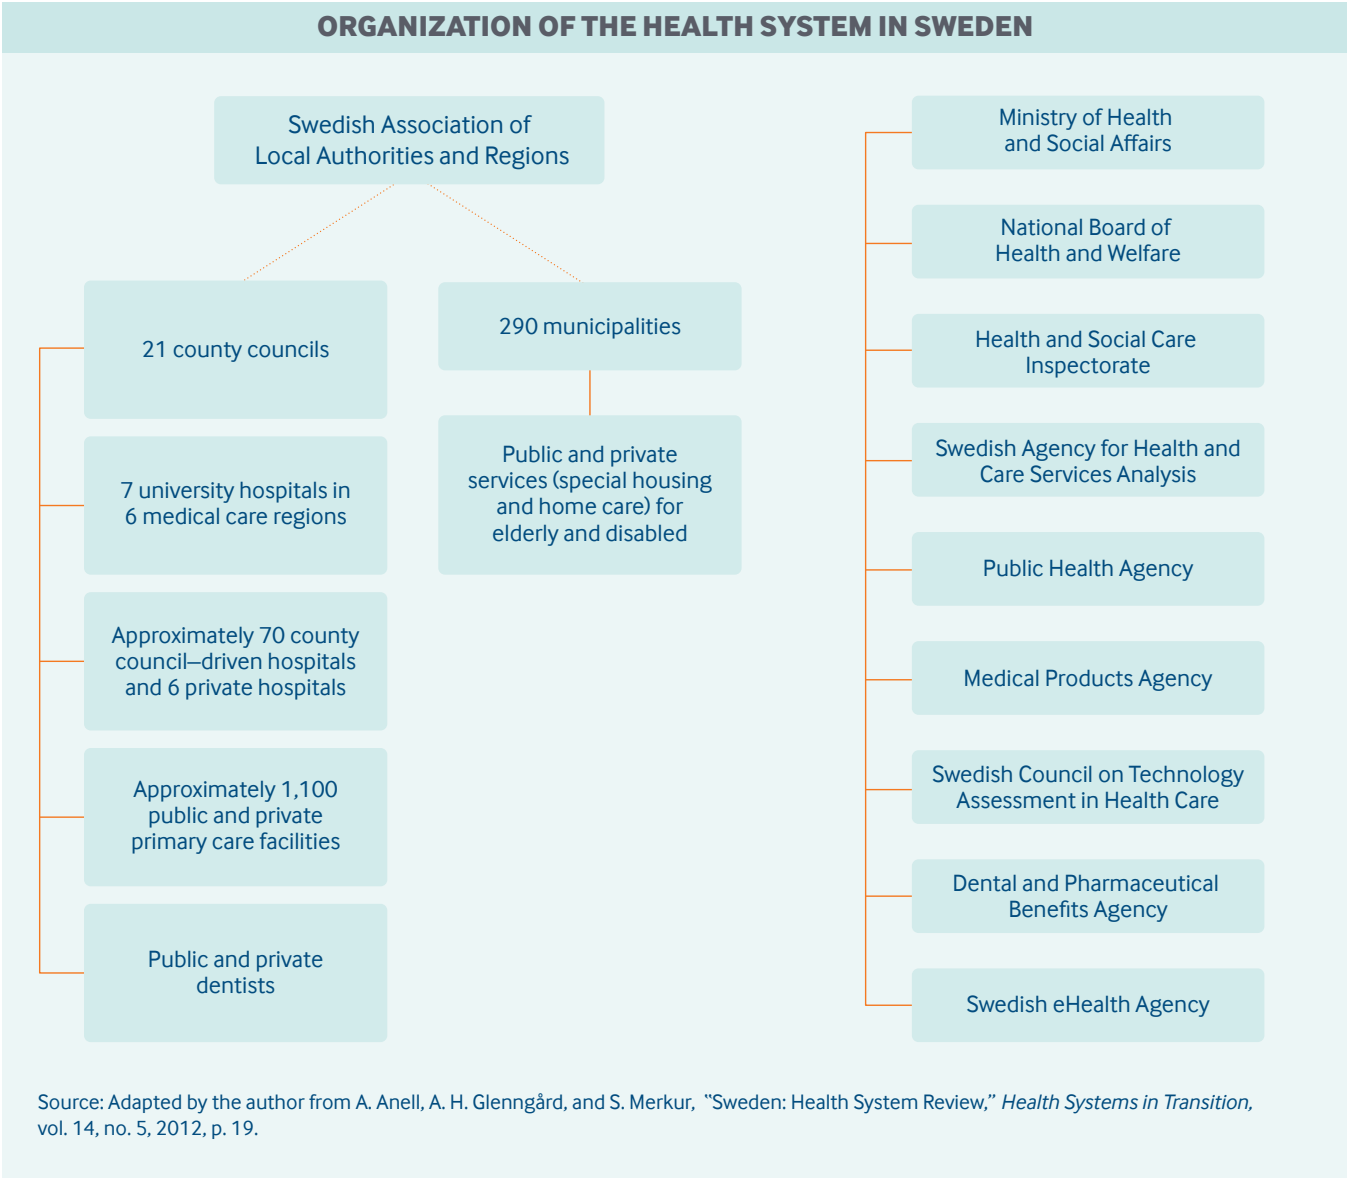 ORGANIZATION OF THE HEALTH SYSTEM IN SWEDEN
Swedish Association of
Local Authorities and Regions
21 county councils
7 university hospitals in
6 medical care regions
Approximately 70 county
council–driven hospitals
and 6 private hospitals
Approximately 1,100
public and private
primary care facilities
Public and private
dentists
290 municipalities
Public and private
services (special housing
and home care) for
elderly and disabled
Ministry of Health
and Social Affairs
National Board of
Health and Welfare
Health and Social Care
Inspectorate
Swedish Agency for Health and
Care Services Analysis
Public Health Agency
Medical Products Agency
Swedish Council on Technology
Assessment in Health Care
Dental and Pharmaceutical
Benefits Agency
Swedish eHealth Agency
Source: Adapted by the author from A. Anell, A. H. Glenngård, and S. Merkur, “Sweden: Health System Review,” Health Systems in Transition,
vol. 14, no. 5, 2012, p. 19.